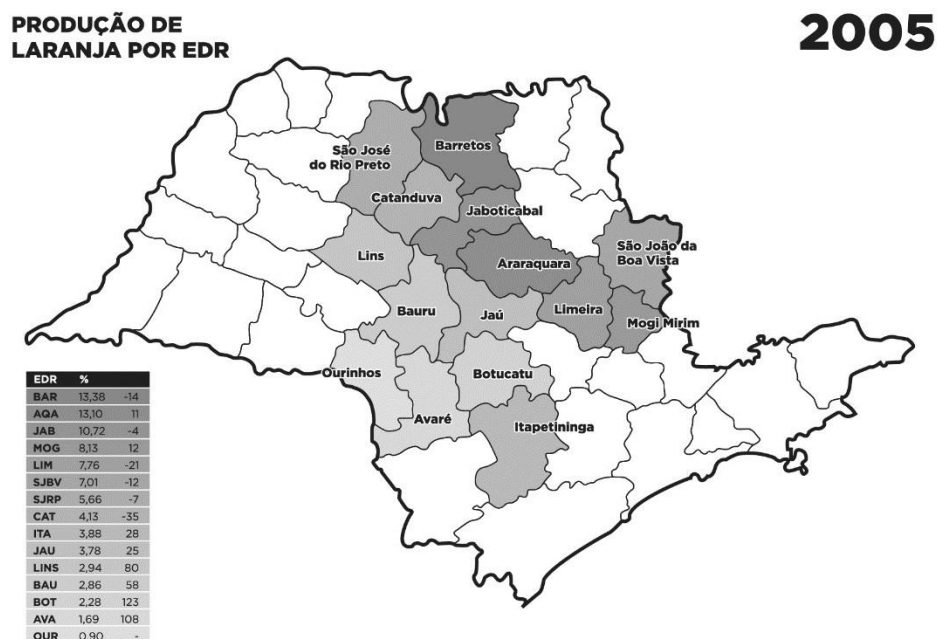 PRODUÇÃO DE
LARANJA POR EDR
2005
Barretos
São José
do Rio Preto
Catanduva
Jaboticabal
São João da
Boa Vista
Lins
Araraquara
Bauru
Jaú
Limeira
Mogi Mirim
Ourinhos
Botucatu
Avaré
Itapetininga
EDR %
BAR 13,38 -14
AQA 13,10 11
JAB 10,72 -4
MOG 8,13 12
LIM 7,76 -21
SJBV 7,01 -12
SJRP 5,66 -7
CAT 4,13 -35
ITA 3,88 28
JAU 3,78 25
LINS 2,94 80
BAU 2,86 58
BOT 2,28 123
AVA 1,69 108
OUR 0,90 -